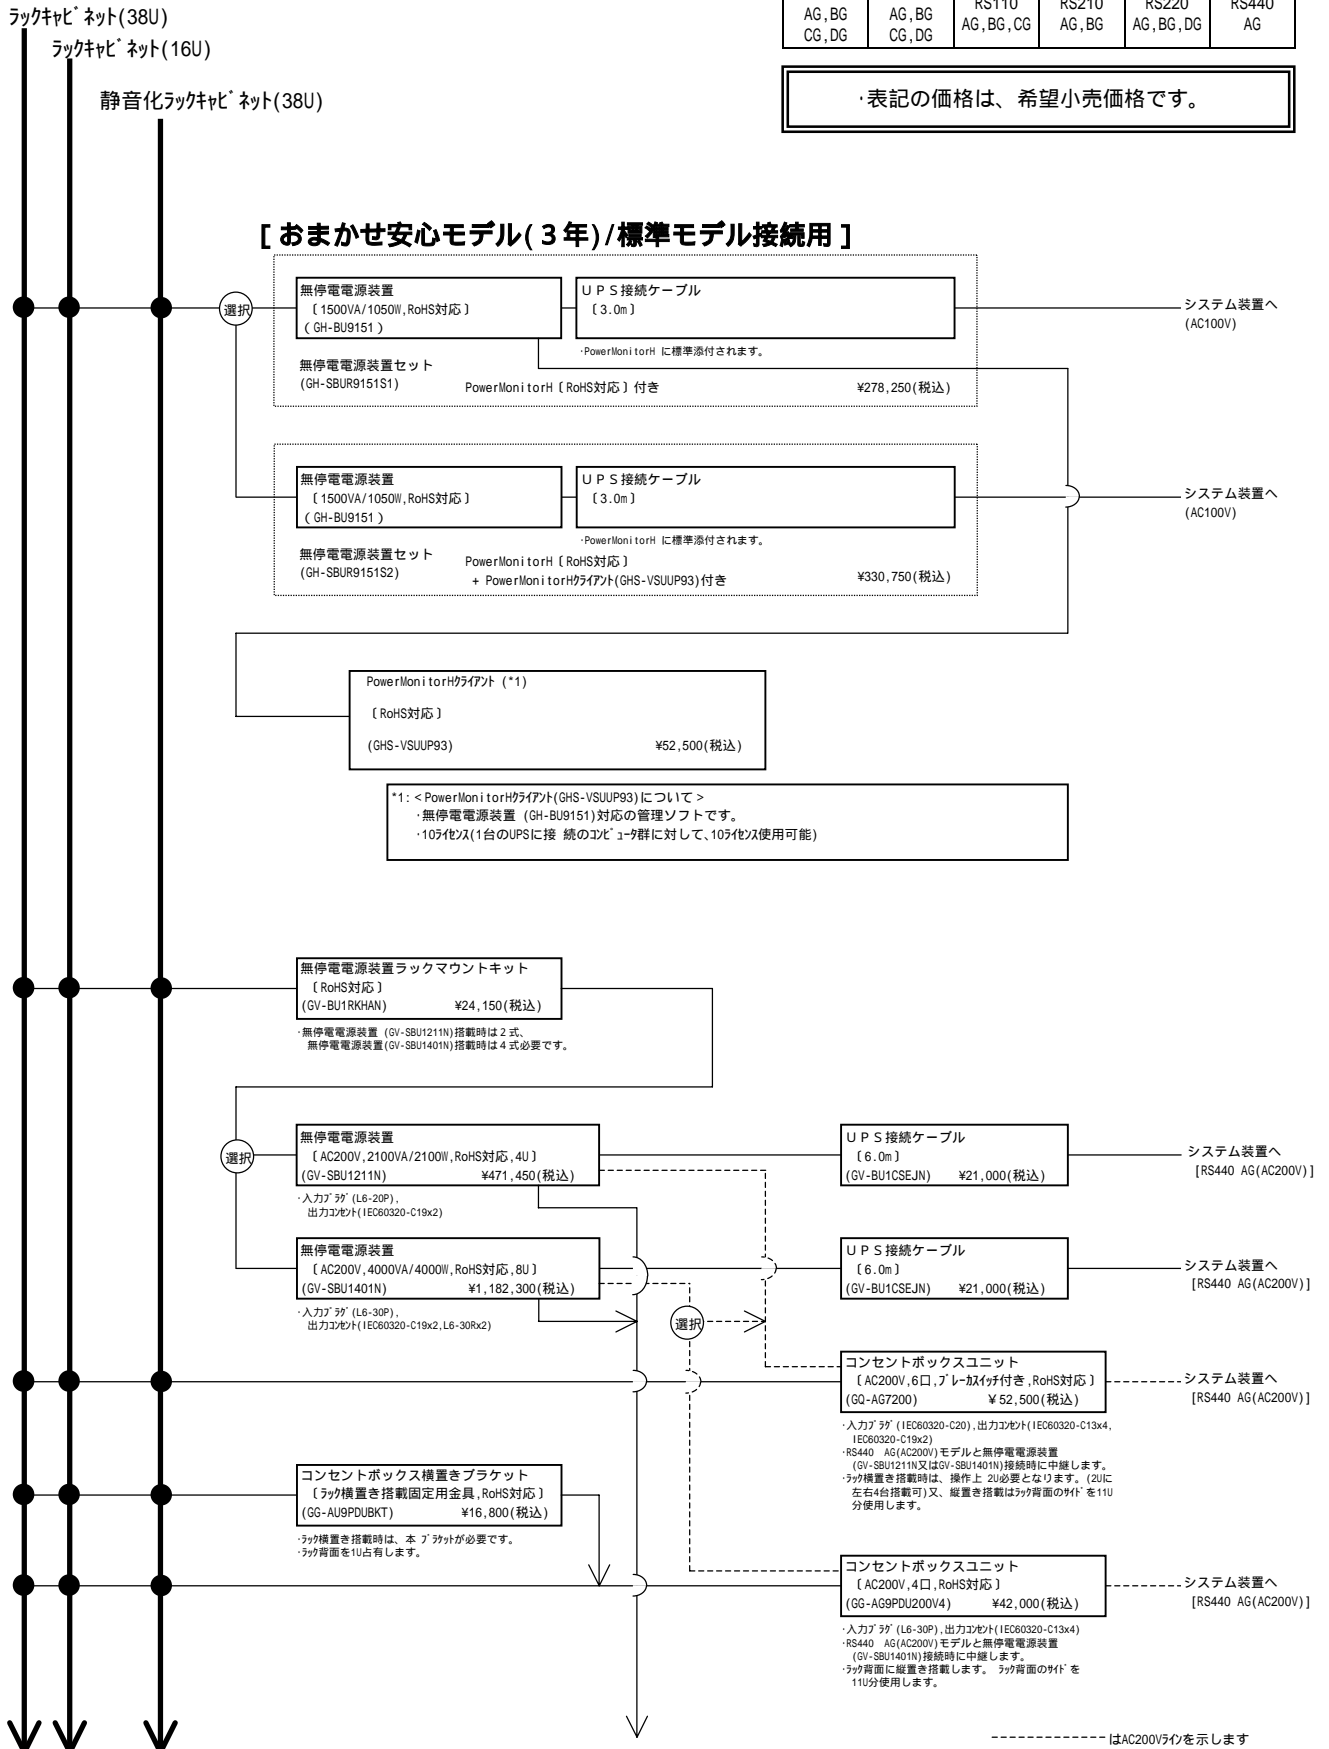 ラックキャビネット(38U)
ラックキャビネット(16U)
静音化ラックキャビネット(38U)
AG,BG
CG,DG
AG,BG
CG,DG
RS110
AG,BG,CG
RS210
AG,BG
RS220
AG,BG,DG
RS440
AG
・表記の価格は、希望小売価格です。
[ おまかせ安心モデル(３年)/標準モデル接続用 ]
選択
無停電電源装置
〔1500VA/1050W,RoHS対応〕
(GH-BU9151)
ＵＰＳ接続ケーブル
〔3.0m〕
・PowerMonitorH に標準添付されます。
無停電電源装置セット
(GH-SBUR9151S1)
PowerMonitorH〔RoHS対応〕付き
¥278,250(税込)
システム装置へ
(AC100V)
無停電電源装置
〔1500VA/1050W,RoHS対応〕
(GH-BU9151)
ＵＰＳ接続ケーブル
〔3.0m〕
・PowerMonitorH に標準添付されます。
無停電電源装置セット
(GH-SBUR9151S2)
PowerMonitorH〔RoHS対応〕
+ PowerMonitorHクライアント(GHS-VSUUP93)付き
¥330,750(税込)
システム装置へ
(AC100V)
PowerMonitorHクライアント (*1)
〔RoHS対応〕
(GHS-VSUUP93) ¥52,500(税込)
*1:＜PowerMonitorHクライアント(GHS-VSUUP93)について＞
・無停電電源装置 (GH-BU9151)対応の管理ソフトです。
・10ライセンス(1台のUPSに接 続のコンピュータ群に対して、10ライセンス使用可能)
無停電電源装置ラックマウントキット
〔RoHS対応〕
(GV-BU1RKHAN) ¥24,150(税込)
・無停電電源装置 (GV-SBU1211N)搭載時は２式、
無停電電源装置(GV-SBU1401N)搭載時は４式必要です。
選択
無停電電源装置
〔AC200V,2100VA/2100W,RoHS対応,4U〕
(GV-SBU1211N) ¥471,450(税込)
・入力プラグ(L6-20P),
出力コンセント(IEC60320-C19x2)
ＵＰＳ接続ケーブル
〔6.0m〕
(GV-BU1CSEJN) ¥21,000(税込)
システム装置へ
[RS440 AG(AC200V)]
無停電電源装置
〔AC200V,4000VA/4000W,RoHS対応,8U〕
(GV-SBU1401N) ¥1,182,300(税込)
・入力プラグ(L6-30P),
出力コンセント(IEC60320-C19x2,L6-30Rx2)
ＵＰＳ接続ケーブル
〔6.0m〕
(GV-BU1CSEJN) ¥21,000(税込)
システム装置へ
[RS440 AG(AC200V)]
選択
コンセントボックスユニット
〔AC200V,6口,ブレーカスイッチ付き,RoHS対応〕
(GQ-AG7200) ￥52,500(税込)
システム装置へ
[RS440 AG(AC200V)]
・入力プラグ(IEC60320-C20),出力コンセント(IEC60320-C13x4,
IEC60320-C19x2)
・RS440 AG(AC200V)モデルと無停電電源装置
(GV-SBU1211N又はGV-SBU1401N)接続時に中継します。
・ラック横置き搭載時は、操作上 2U必要となります。(2Uに
左右4台搭載可)又、縦置き搭載はラック背面のサイドを11U
分使用します。
コンセントボックス横置きブラケット
〔ラック横置き搭載固定用金具,RoHS対応〕
(GG-AU9PDUBKT) ¥16,800(税込)
・ラック横置き搭載時は、本 ブラケットが必要です。
・ラック背面を1U占有します。
コンセントボックスユニット
〔AC200V,4口,RoHS対応〕
(GG-AG9PDU200V4) ¥42,000(税込)
システム装置へ
[RS440 AG(AC200V)]
・入力プラグ(L6-30P),出力コンセント(IEC60320-C13x4)
・RS440 AG(AC200V)モデルと無停電電源装置
(GV-SBU1401N)接続時に中継します。
・ラック背面に縦置き搭載します。 ラック背面のサイドを
11U分使用します。
はAC200Vラインを示します